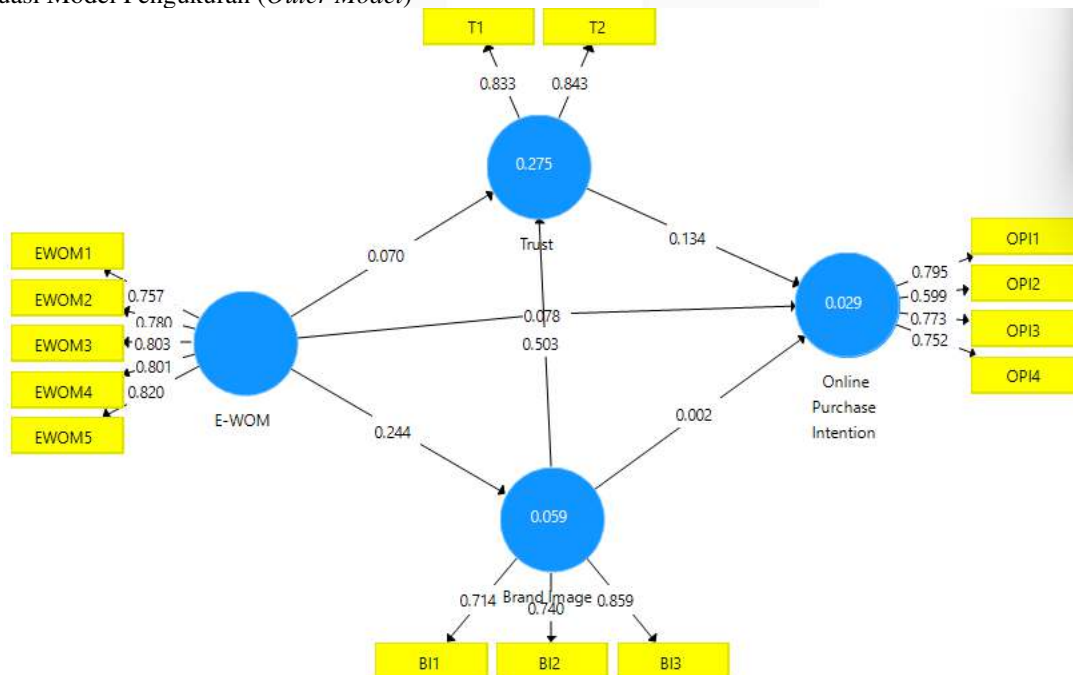 uasi Model Pengukuran (Outer Model)
T1 T2
0.833 0.843
0.275
Trust
0.070 0.134
EWOM1
EWOM2
EWOM3
EWOM4
EWOM5
0.757
0.780
0.803
0.801
0.820
E-WOM
0.078
0.503
0.029
Online
Purchase
Intention
0.795
0.599
0.773
0.752
OPI1
OPI2
OPI3
OPI4
0.244 0.002
0.059
Brand Image
0.714 0.740 0.859
BI1 BI2 BI3